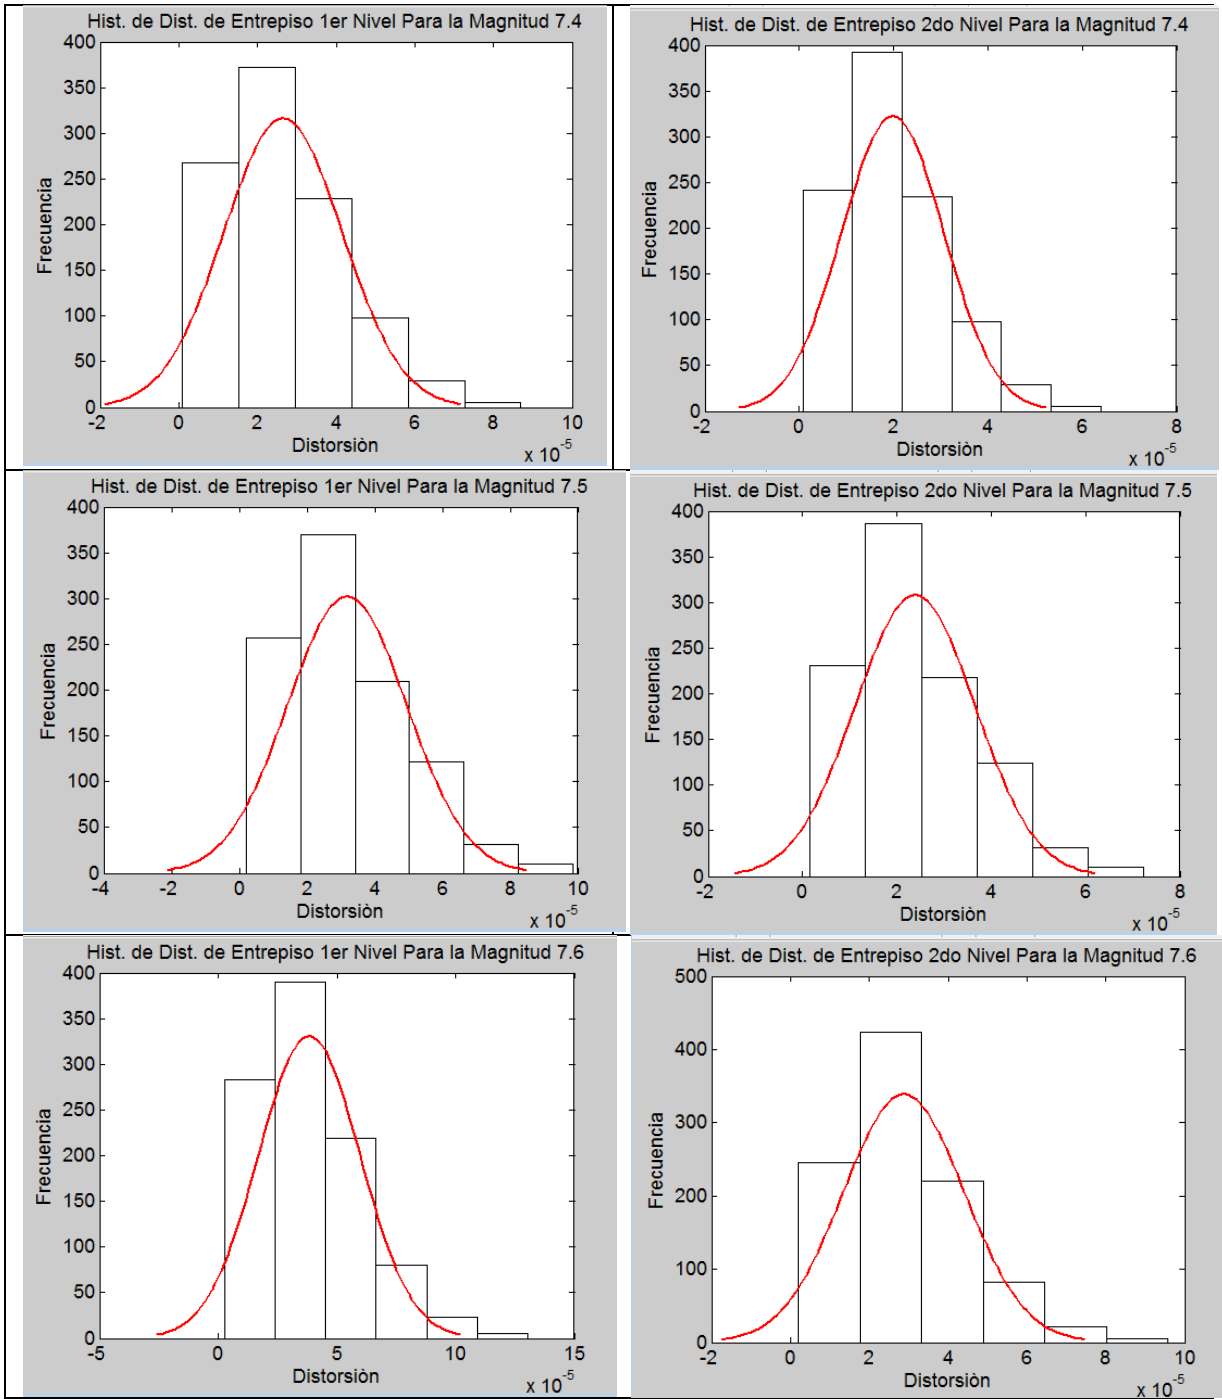 Hist. de Dist. de Entrepiso 1er Nivel Para la Magnitud 7.4
400
350
300
250
200
150
100
50
0
Frecuencia
-2 0 2 4 6 8 10
Distorsiòn
x 10^-5
Hist. de Dist. de Entrepiso 2do Nivel Para la Magnitud 7.4
400
350
300
250
200
150
100
50
0
Frecuencia
-2 0 2 4 6 8
Distorsiòn
x 10^-5
Hist. de Dist. de Entrepiso 1er Nivel Para la Magnitud 7.5
400
350
300
250
200
150
100
50
0
Frecuencia
-4 -2 0 2 4 6 8 10
Distorsiòn
x 10^-5
Hist. de Dist. de Entrepiso 2do Nivel Para la Magnitud 7.5
400
350
300
250
200
150
100
50
0
Frecuencia
-2 0 2 4 6 8
Distorsiòn
x 10^-5
Hist. de Dist. de Entrepiso 1er Nivel Para la Magnitud 7.6
400
350
300
250
200
150
100
50
0
Frecuencia
-5 0 5 10 15
Distorsiòn
x 10^-5
Hist. de Dist. de Entrepiso 2do Nivel Para la Magnitud 7.6
500
400
300
200
100
0
Frecuencia
-2 0 2 4 6 8 10
Distorsiòn
x 10^-5